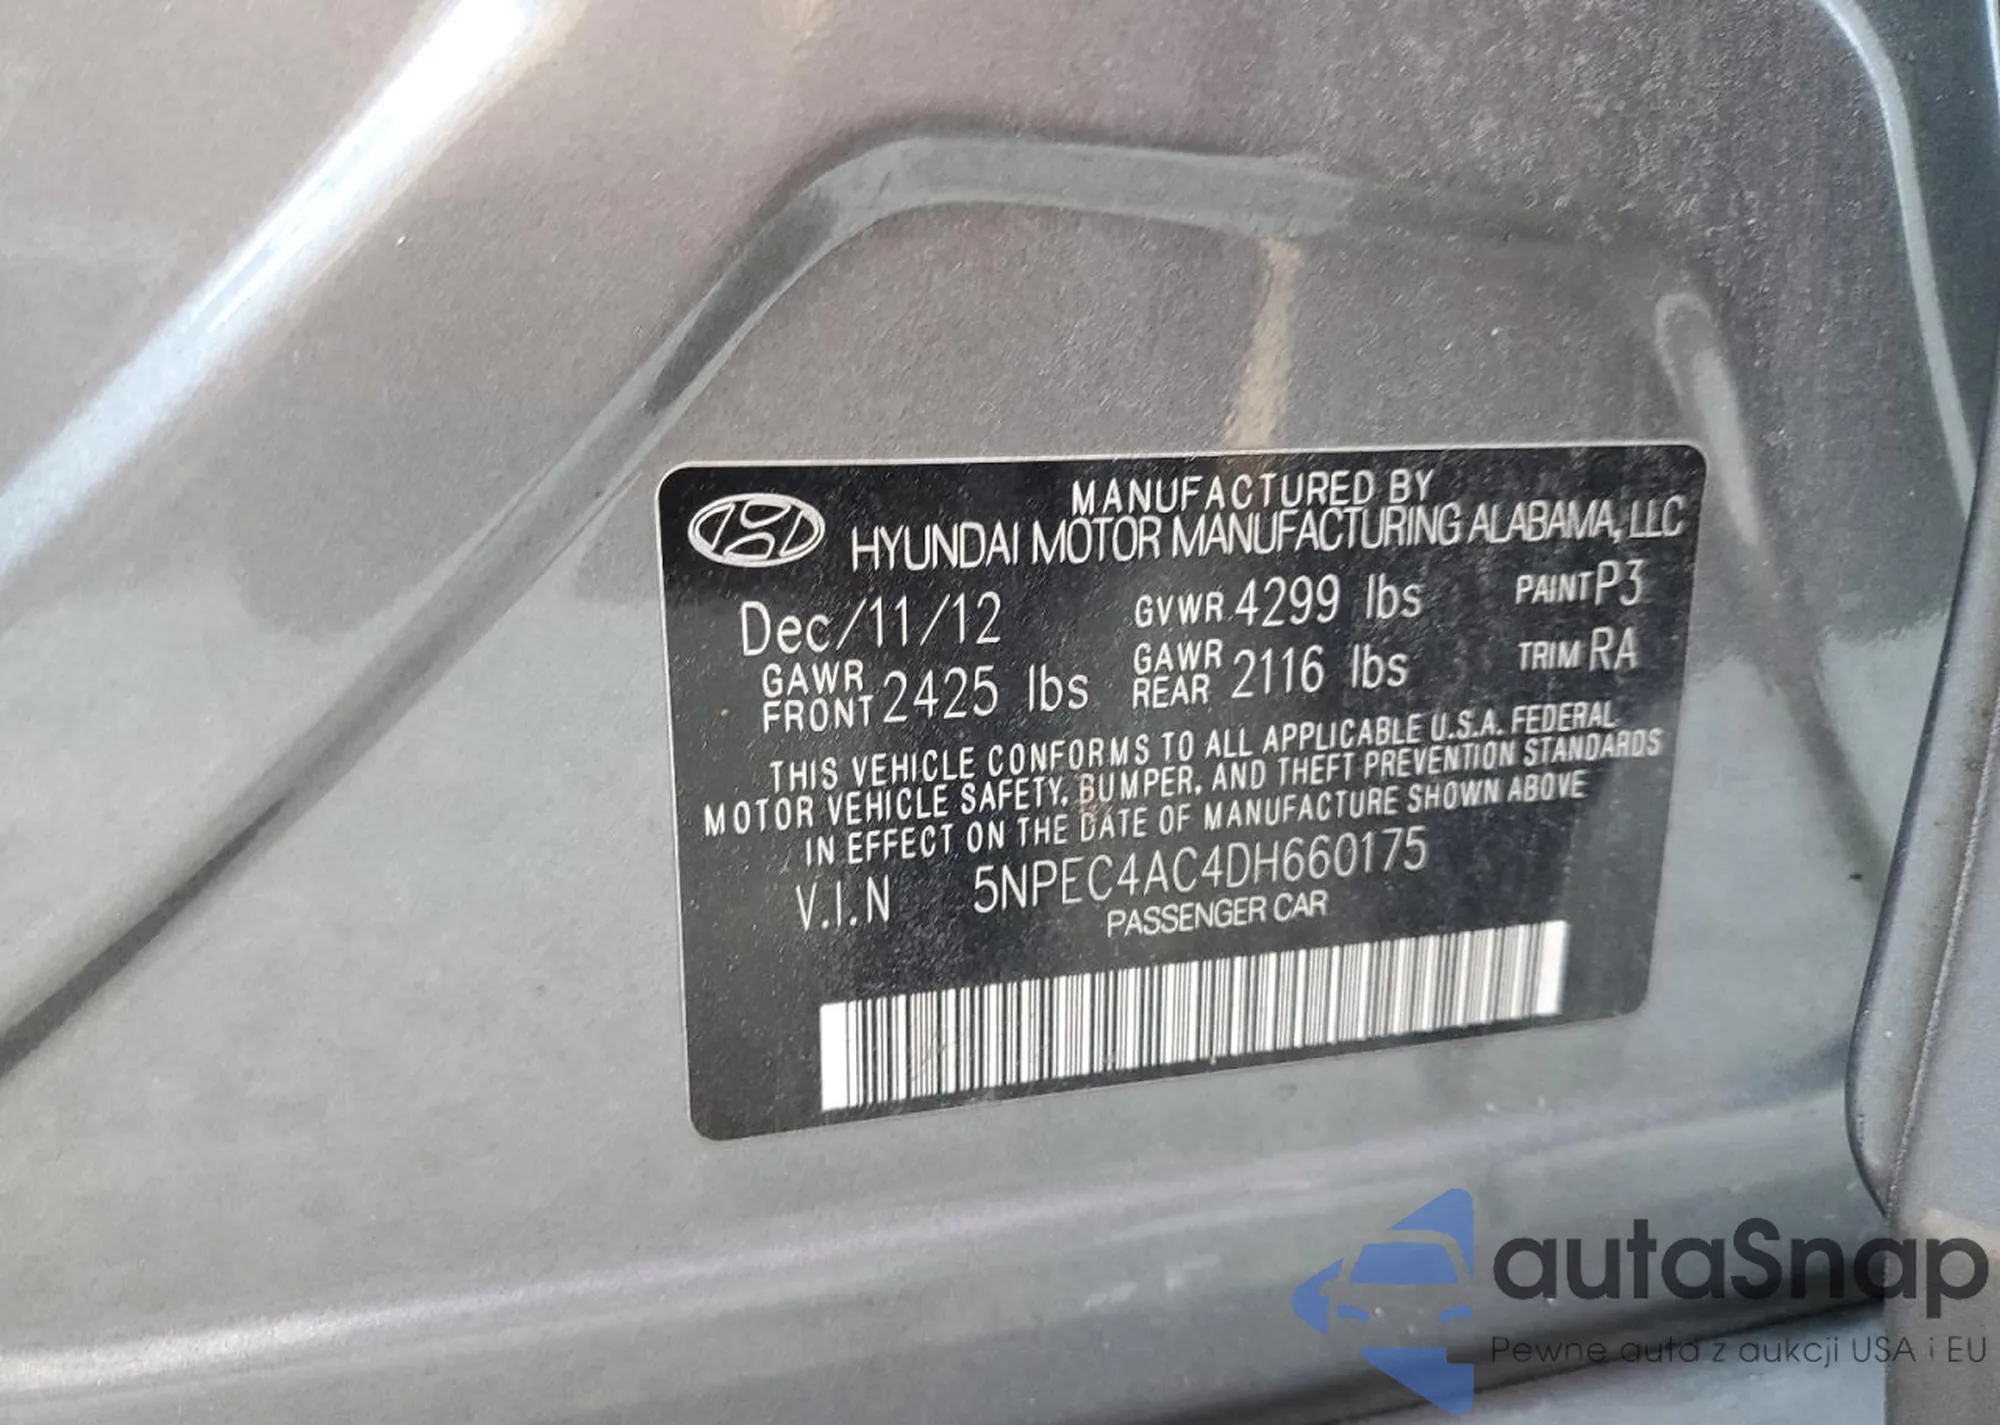 MANUFACTURED BY
HYUNDAI MOTOR MANUFACTURING ALABAMA, LLC
Dec/11/12 GVWR 4299 lbs PAINT P3
GAWR FRONT 2425 lbs GAWR REAR 2116 lbs TRIM RA
THIS VEHICLE CONFORMS TO ALL APPLICABLE U.S.A. FEDERAL
MOTOR VEHICLE SAFETY, BUMPER, AND THEFT PREVENTION STANDARDS
IN EFFECT ON THE DATE OF MANUFACTURE SHOWN ABOVE
V.I.N 5NPEC4AC4DH660175
PASSENGER CAR
autaSnap
Pewne auta z aukcji USA i EU